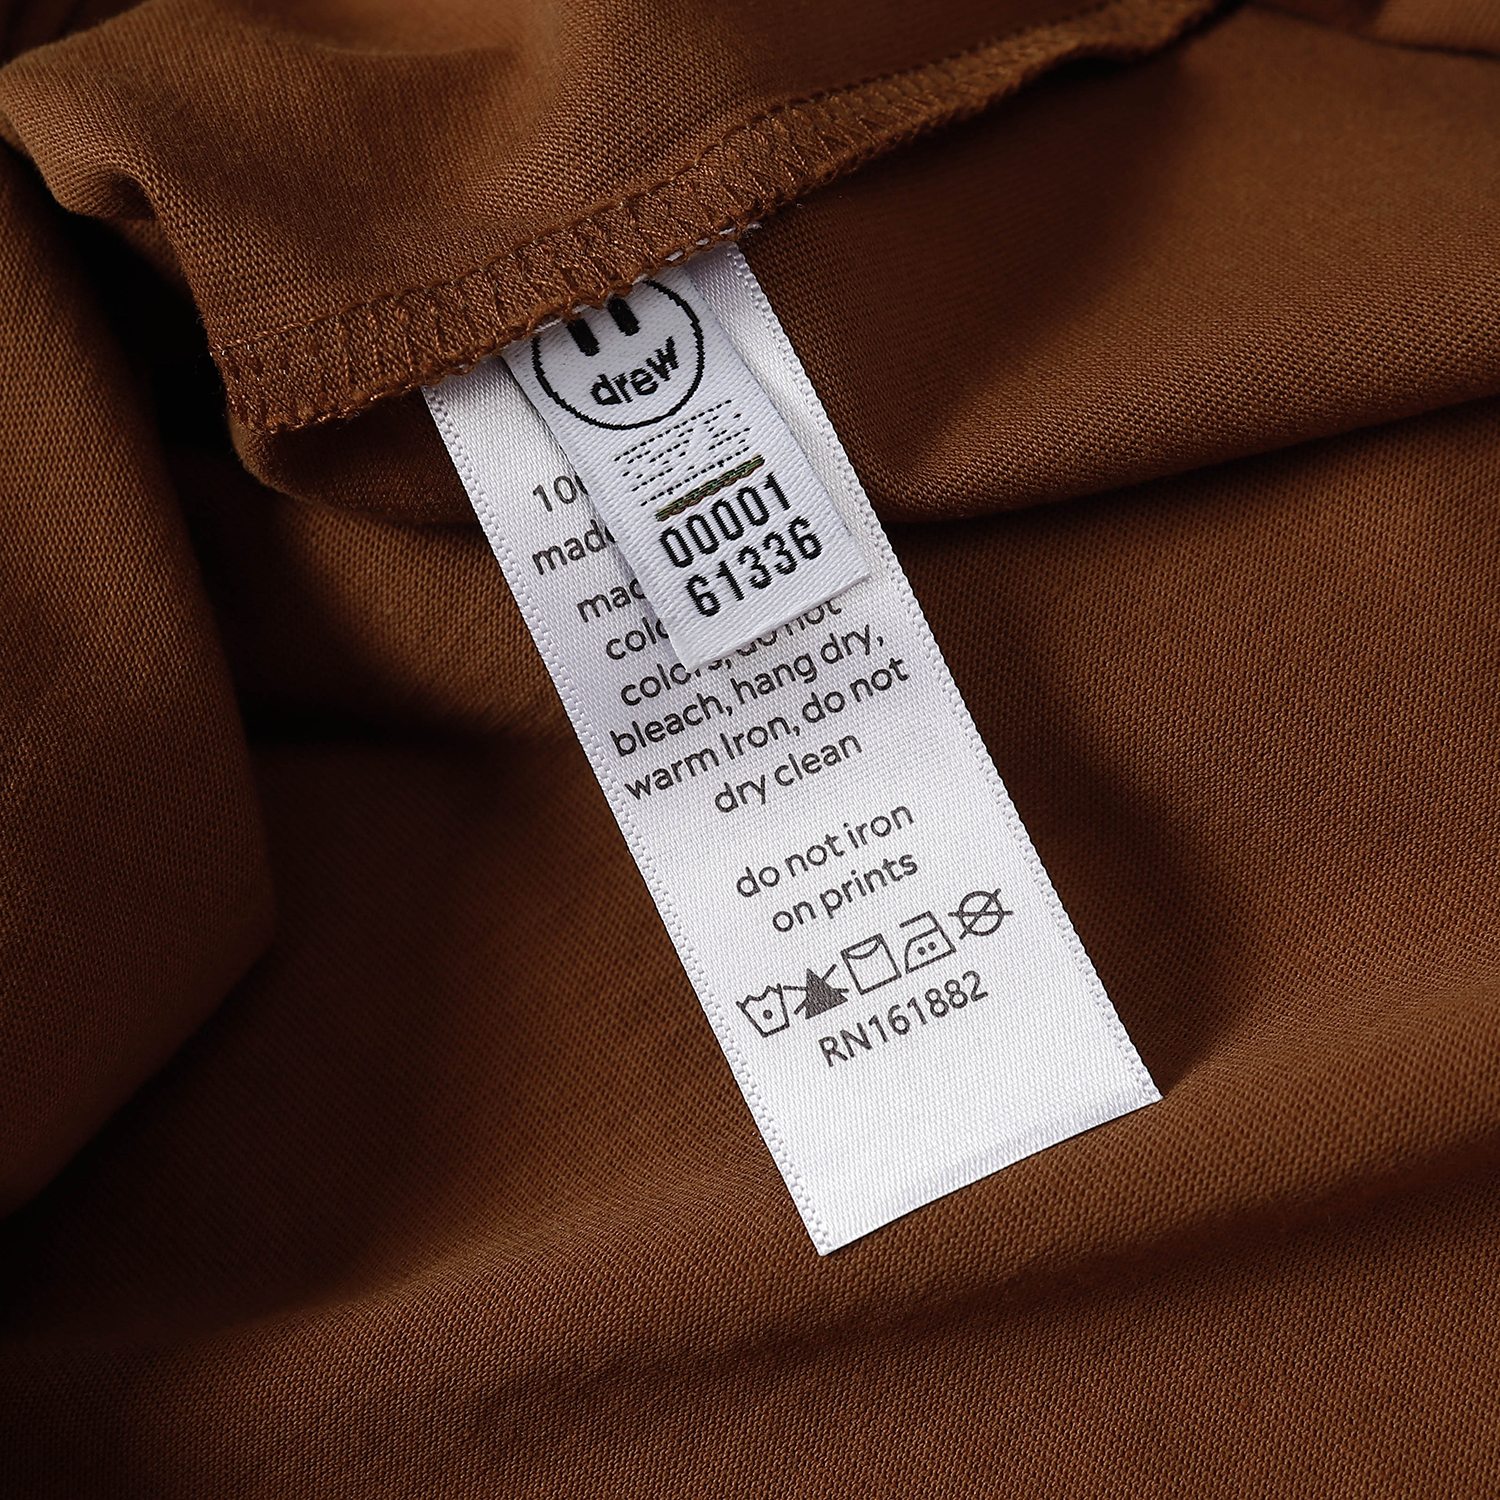 drew
00001
61336
colors, do not
bleach, hang dry,
warm Iron, do not
dry clean
do not iron
on prints
RN161882